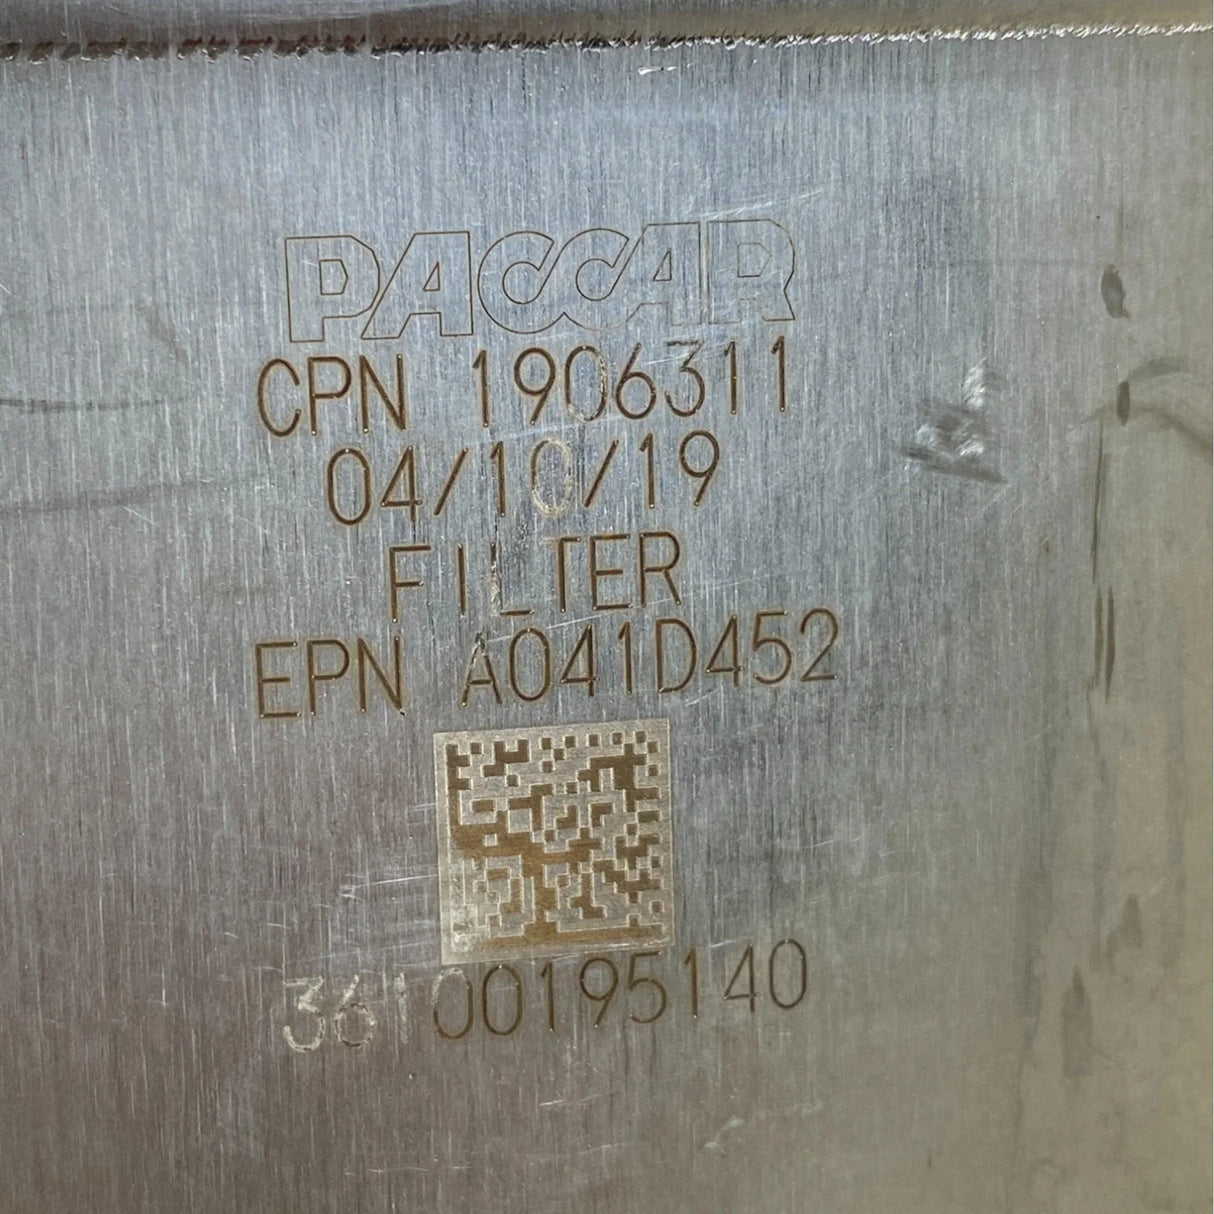 PACCAR
CPN 1906311
04/10/19
FILTER
EPN A041D452
36100195140